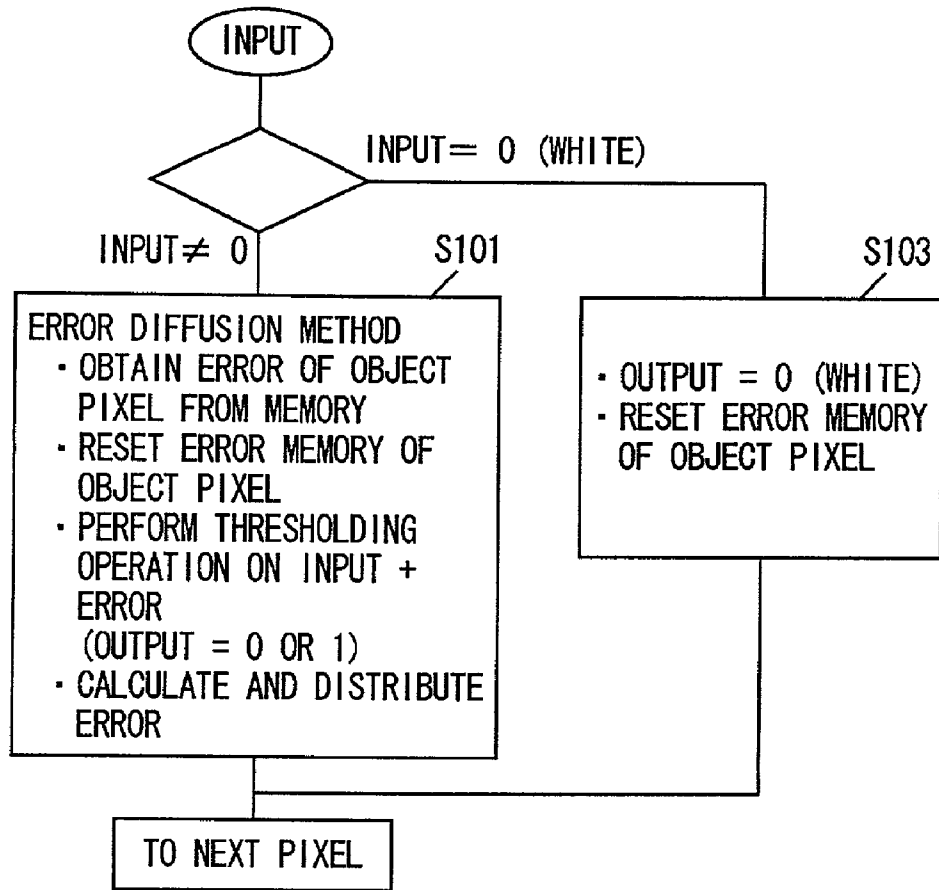 INPUT
INPUT= 0 (WHITE)
INPUT≠ 0
S101
S103
ERROR DIFFUSION METHOD
・OBTAIN ERROR OF OBJECT
PIXEL FROM MEMORY
・RESET ERROR MEMORY OF
OBJECT PIXEL
・PERFORM THRESHOLDING
OPERATION ON INPUT +
ERROR
(OUTPUT = 0 OR 1)
・CALCULATE AND DISTRIBUTE
ERROR
・OUTPUT = 0 (WHITE)
・RESET ERROR MEMORY
OF OBJECT PIXEL
TO NEXT PIXEL